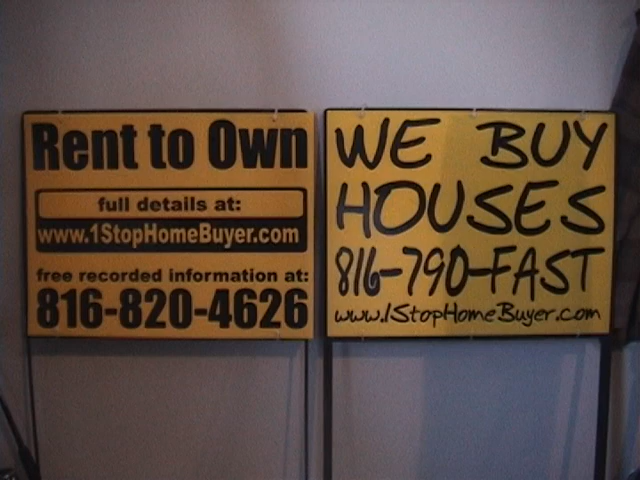 Rent to Own
full details at:
www.1StopHomeBuyer.com
free recorded information at:
816-820-4626
WE BUY
HOUSES
816-790-FAST
www.1StopHomeBuyer.com